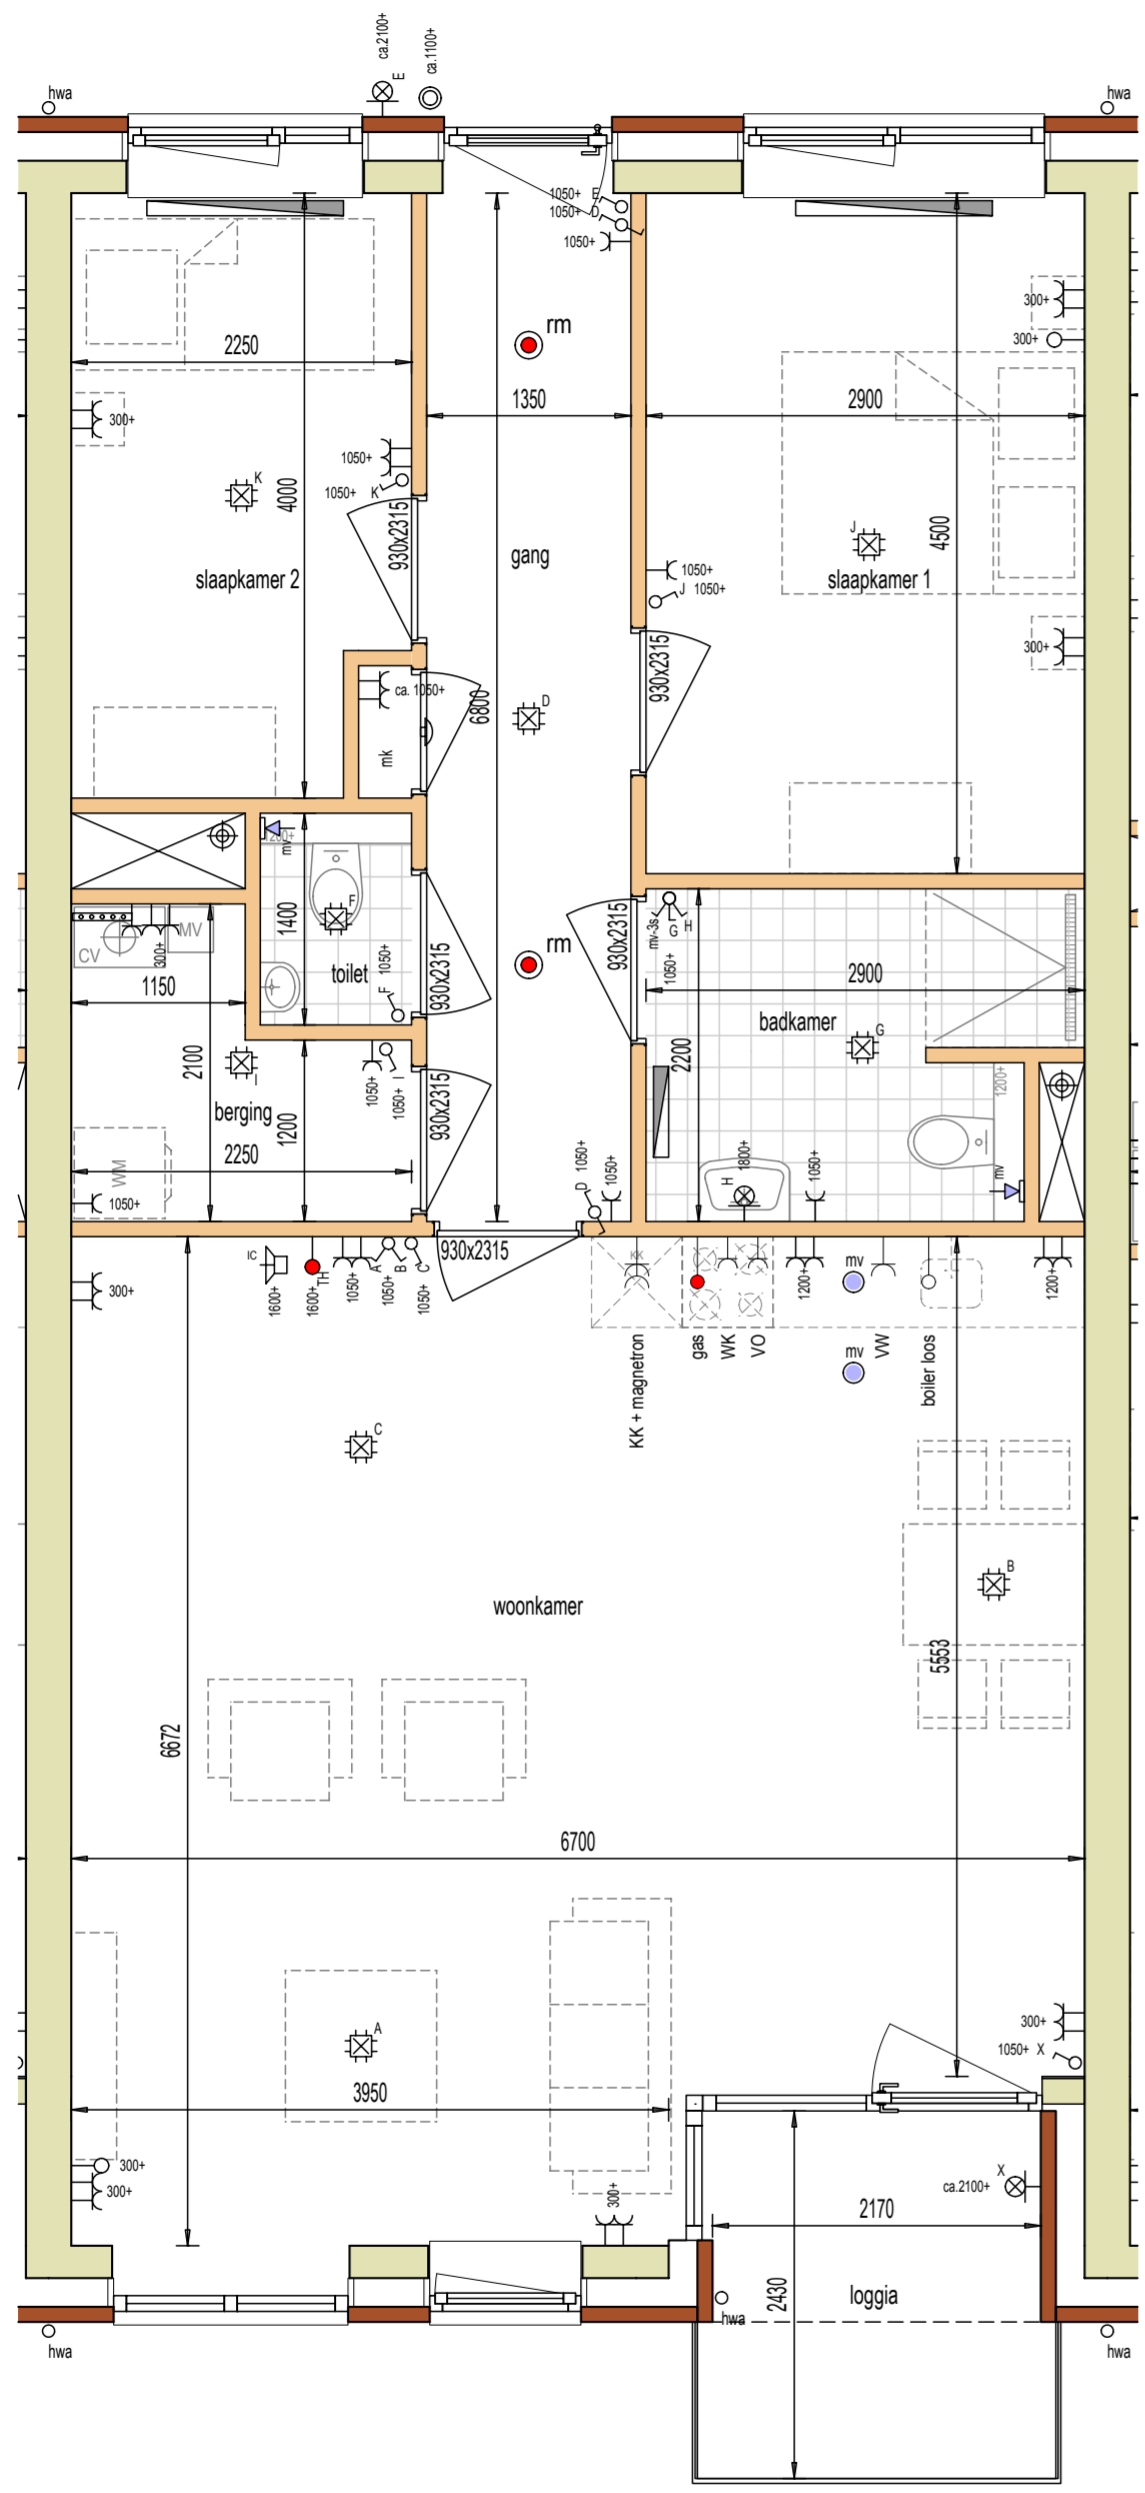 ca.2100+
E
ca.1100+
hwa
hwa
1050+ E
1050+ D
1050+
rm
2250
1350
2900
300+
300+
300+
1050+
1050+ K
K
4000
930x2315
gang
slaapkamer 2
J
4500
slaapkamer 1
1050+
J 1050+
300+
930x2315
ca. 1050+
6800
D
mk
1200+
mv
F
1400
toilet
1050+
F
930x2315
rm
930x2315
mv-3s
G
H
1050+
2900
badkamer
G
2200
CV
MV
300+
1150
2100
I
berging
1200
1050+
1050+ I
930x2315
2250
WM
1050+
D 1050+
1050+
H
1800+
1050+
1200+
mv
930x2315
IC
1600+
TH
1600+
1050+
A
1050+
B
C
1050+
300+
KK
1200+
mv
1200+
KK + magnetron
gas
WK
VO
mv
VW
boiler loos
C
B
woonkamer
5553
6672
6700
A
300+
1050+ X
3950
300+
300+
300+
X
ca.2100+
2170
2430
loggia
hwa
hwa
hwa